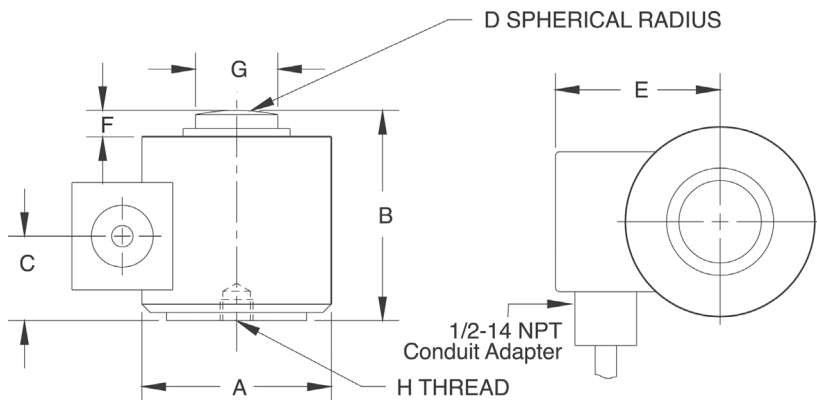 D SPHERICAL RADIUS
G
E
F
B
C
1/2-14 NPT
Conduit Adapter
A
H THREAD